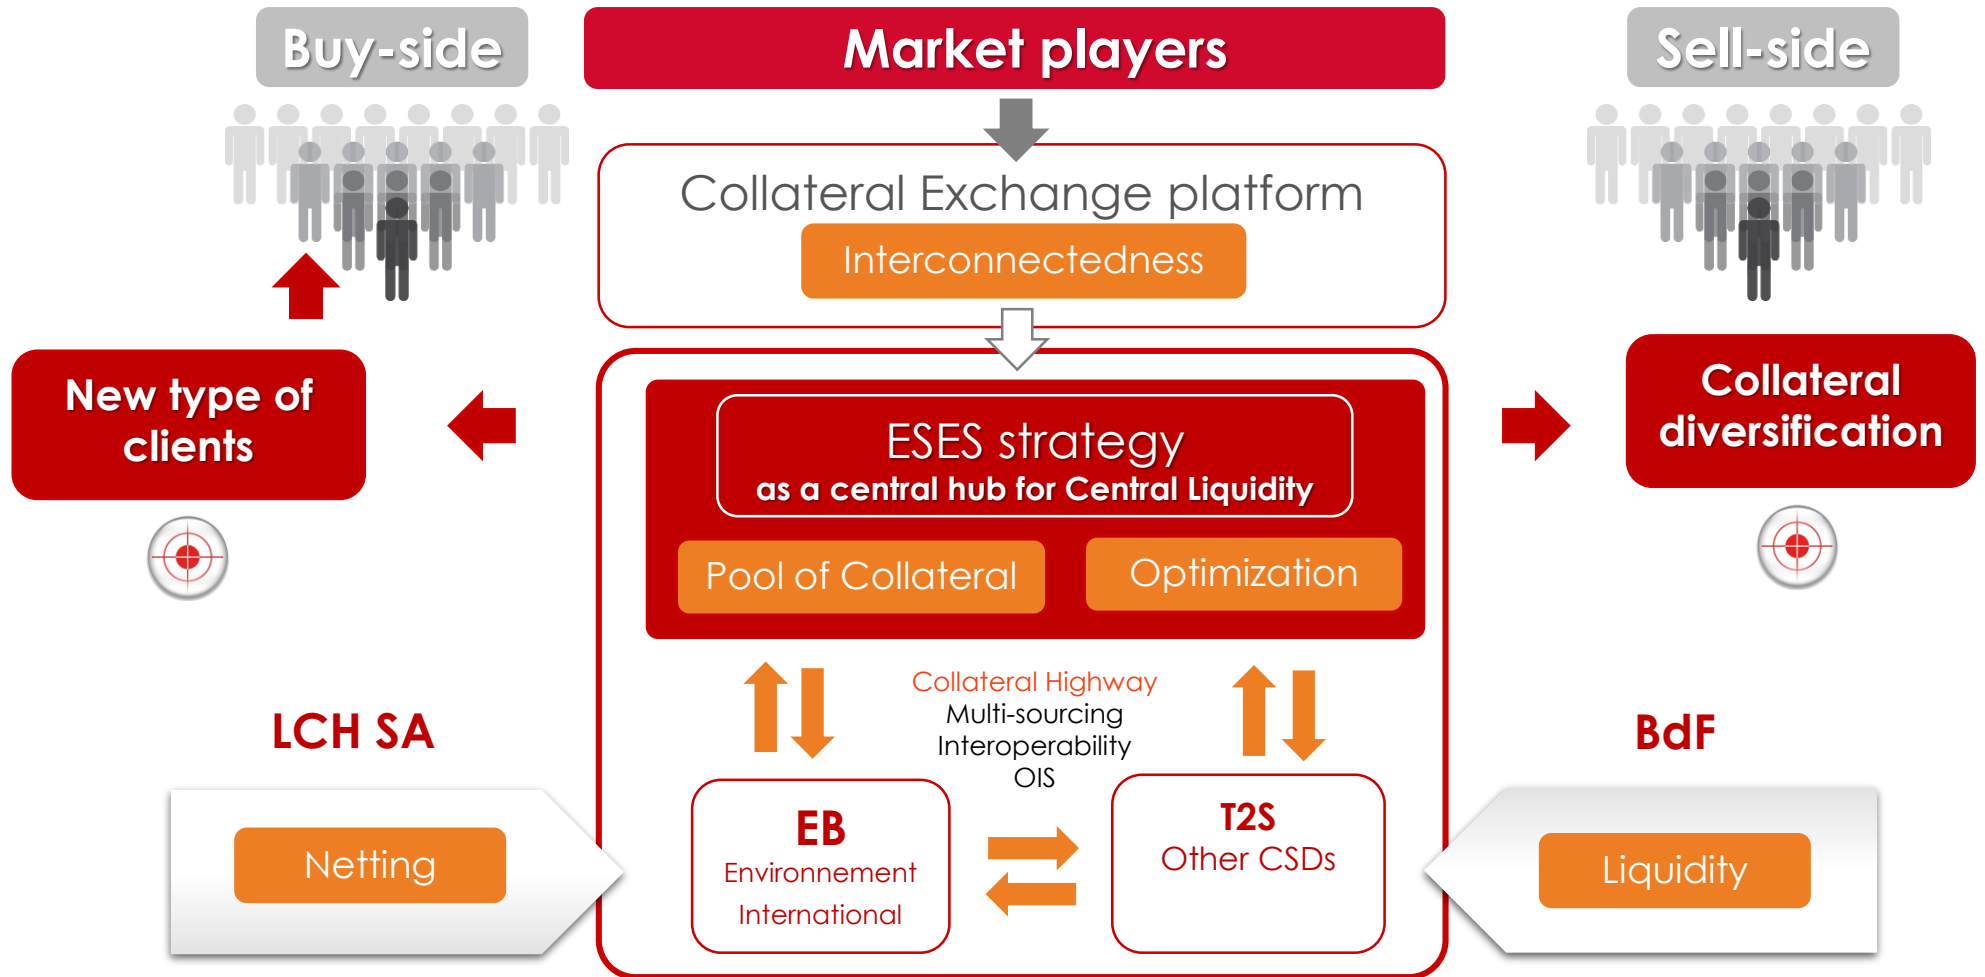 Buy-side
Market players
Sell-side
Collateral Exchange platform
Interconnectedness
New type of
clients
ESES strategy
as a central hub for Central Liquidity
Pool of Collateral
Optimization
Collateral
diversification
Collateral Highway
Multi-sourcing
Interoperability
OIS
LCH SA
Netting
EB
Environnement
International
T2S
Other CSDs
BdF
Liquidity